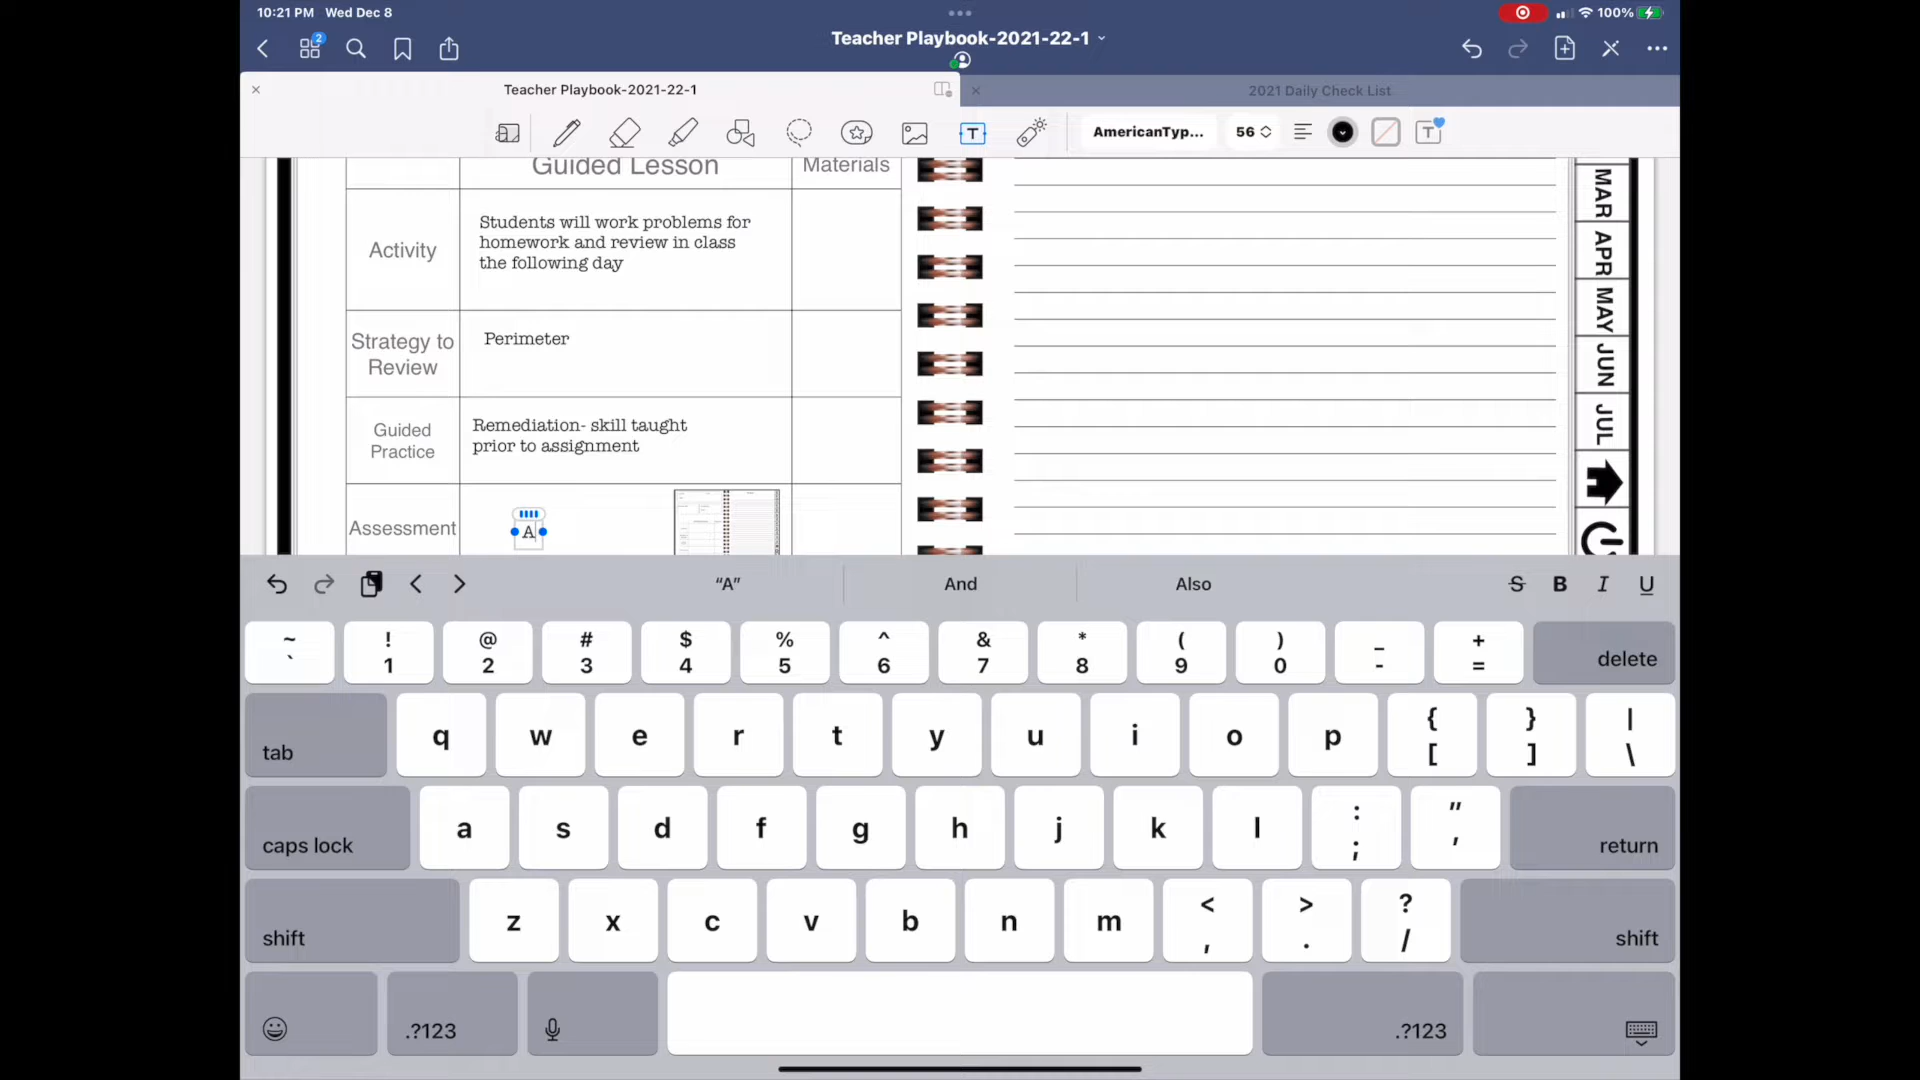 10:21 PM Wed Dec 8
100%
2
Teacher Playbook-2021-22-1
Teacher Playbook-2021-22-1
2021 Daily Check List
AmericanTyp... 56
Guided Lesson Materials
Activity
Students will work problems for
homework and review in class
the following day
Strategy to
Review
Perimeter
Guided
Practice
Remediation- skill taught
prior to assignment
Assessment
A
MAR
APR
MAY
JUN
JUL
“A” And Also S B I U
~ ! @ # $ % ^ & * ( ) _ +
` 1 2 3 4 5 6 7 8 9 0 - = delete
tab q w e r t y u i o p { [ } ] | \
caps lock a s d f g h j k l : ; " ' return
shift z x c v b n m < , > . ? / shift
.?123 .?123